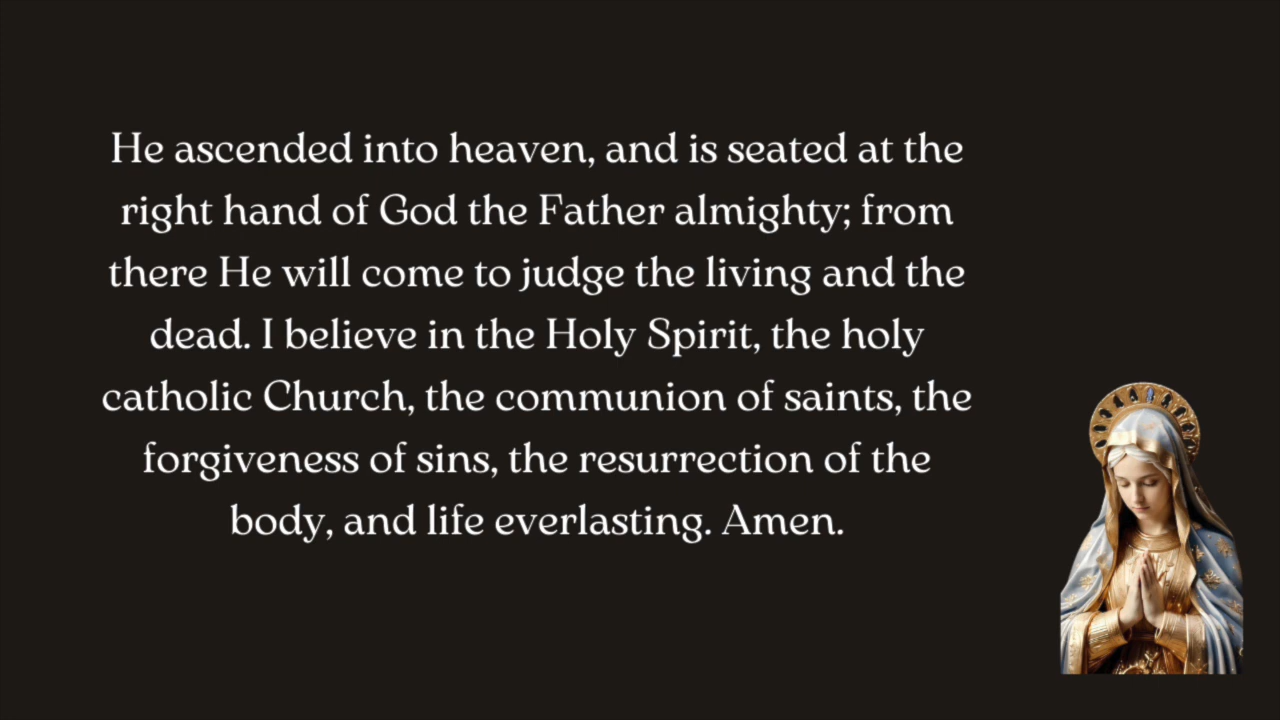 He ascended into heaven, and is seated at the
right hand of God the Father almighty; from
there He will come to judge the living and the
dead. I believe in the Holy Spirit, the holy
catholic Church, the communion of saints, the
forgiveness of sins, the resurrection of the
body, and life everlasting. Amen.